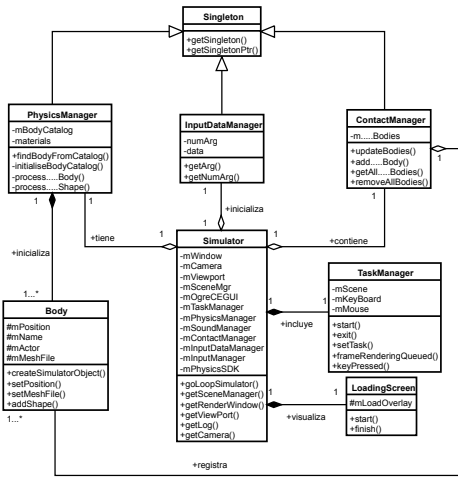 Singleton
+getSingleton()
+getSingletonPtr()
PhysicsManager
-mBodyCatalog
-materials
+findBodyFromCatalog()
-initialiseBodyCatalog()
-process.....Body()
-process.....Shape()
InputDataManager
-numArg
-data
+getArg()
+getNumArg()
ContactManager
-m.....Bodies
+updateBodies()
+add.....Body()
+getAll.....Bodies()
+removeAllBodies()
1
1
1
1
1
+inicializa
+tiene
1
1
1
+contiene
+inicializa
1...*
Simulator
-mWindow
-mCamera
-mViewport
-mSceneMgr
-mOgreCEGUI
-mTaskManager
-mPhysicsManager
-mSoundManager
-mContactManager
-mInputDataManager
-mInputManager
-mPhysicsSDK
+goLoopSimulator()
+getSceneManager()
+getRenderWindow()
+getViewPort()
+getLog()
+getCamera()
TaskManager
-mScene
-mKeyBoard
-mMouse
+start()
+exit()
+setTask()
+frameRenderingQueued()
+keyPressed()
1
1
+incluye
Body
#mPosition
#mName
#mActor
#mMeshFile
+createSimulatorObject()
+setPosition()
+setMeshFile()
+addShape()
1...*
LoadingScreen
#mLoadOverlay
+start()
+finish()
1
1
+visualiza
+registra